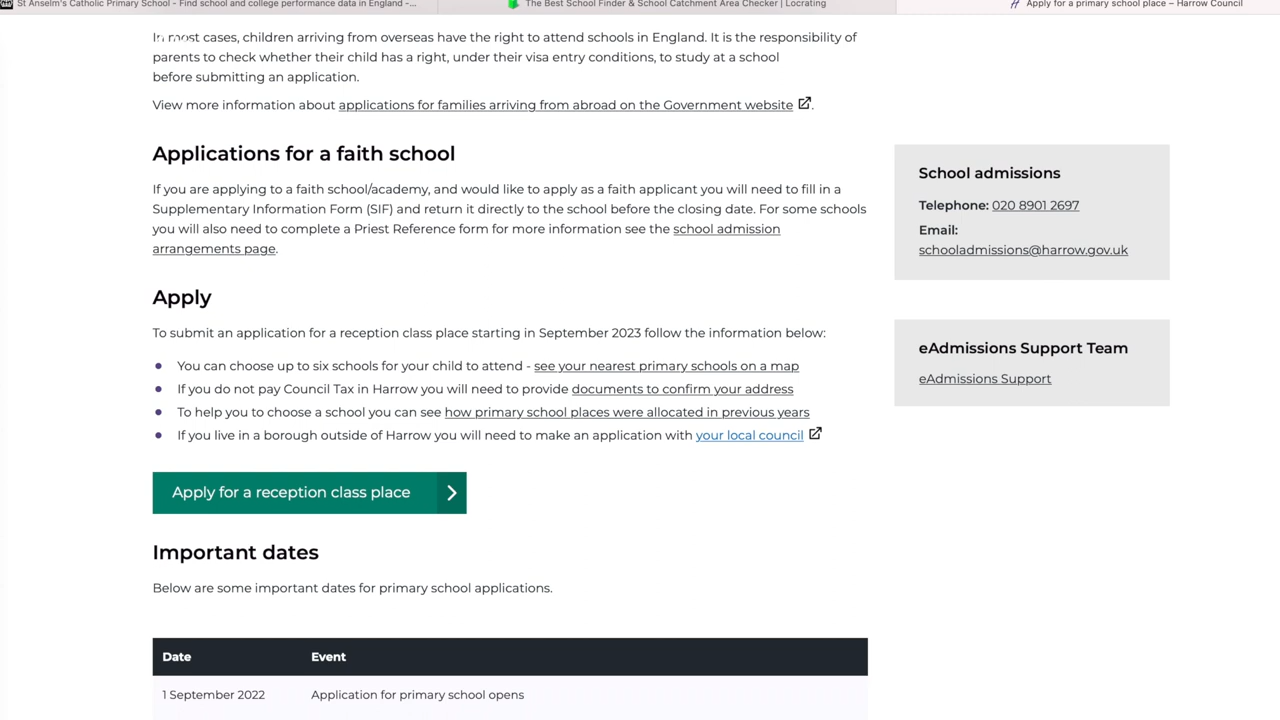 St Anselm's Catholic Primary School - Find school and college performance data in England -...
The Best School Finder & School Catchment Area Checker | Locrating
Apply for a primary school place – Harrow Council
In most cases, children arriving from overseas have the right to attend schools in England. It is the responsibility of
parents to check whether their child has a right, under their visa entry conditions, to study at a school
before submitting an application.
View more information about applications for families arriving from abroad on the Government website.
Applications for a faith school
If you are applying to a faith school/academy, and would like to apply as a faith applicant you will need to fill in a
Supplementary Information Form (SIF) and return it directly to the school before the closing date. For some schools
you will also need to complete a Priest Reference form for more information see the school admission
arrangements page.
Apply
To submit an application for a reception class place starting in September 2023 follow the information below:
You can choose up to six schools for your child to attend - see your nearest primary schools on a map
If you do not pay Council Tax in Harrow you will need to provide documents to confirm your address
To help you to choose a school you can see how primary school places were allocated in previous years
If you live in a borough outside of Harrow you will need to make an application with your local council
Apply for a reception class place
Important dates
Below are some important dates for primary school applications.
Date Event
1 September 2022 Application for primary school opens
School admissions
Telephone: 020 8901 2697
Email:
schooladmissions@harrow.gov.uk
eAdmissions Support Team
eAdmissions Support